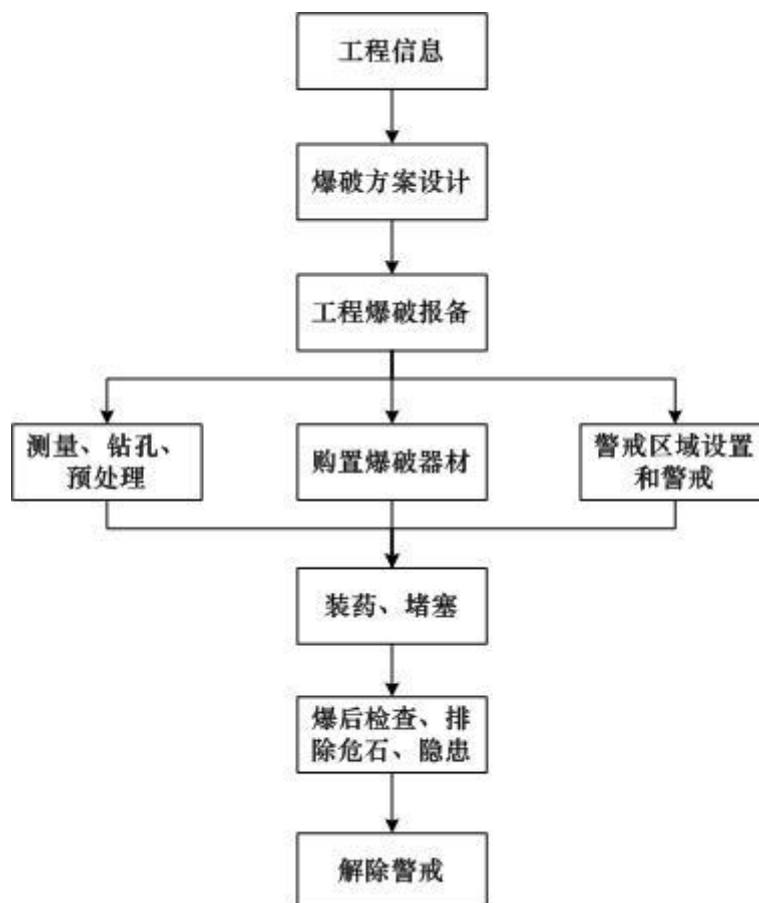 工程信息
爆破方案设计
工程爆破报备
测量、钻孔、
预处理
购置爆破器材
警戒区域设置
和警戒
装药、堵塞
爆后检查、排
除危石、隐患
解除警戒